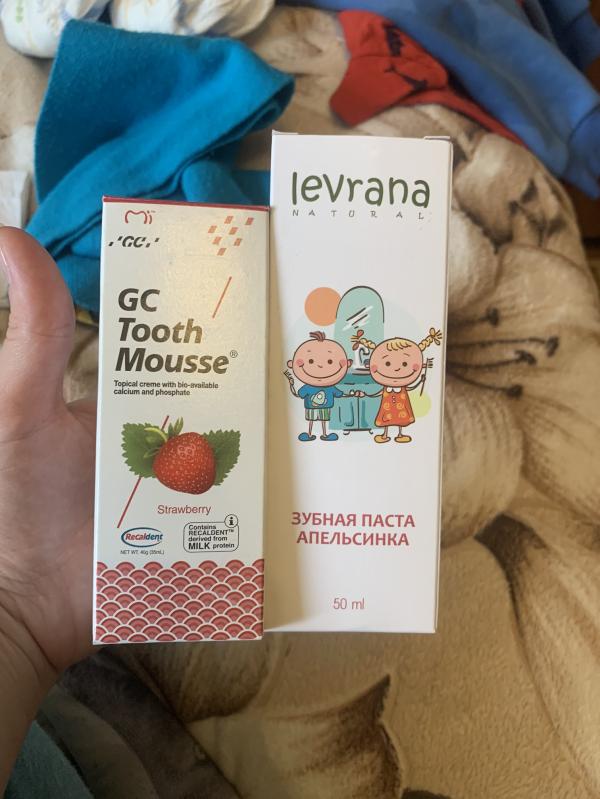 Mi™
'GC'
GC
Tooth
Mousse®
Topical creme with bio-available
calcium and phosphate
Strawberry
Recaldent
NET WT. 40g (35mL)
Contains
RECALDENT™
derived from
MILK protein
i
levrana
NATURAL
ЗУБНАЯ ПАСТА
АПЕЛЬСИНКА
50 ml